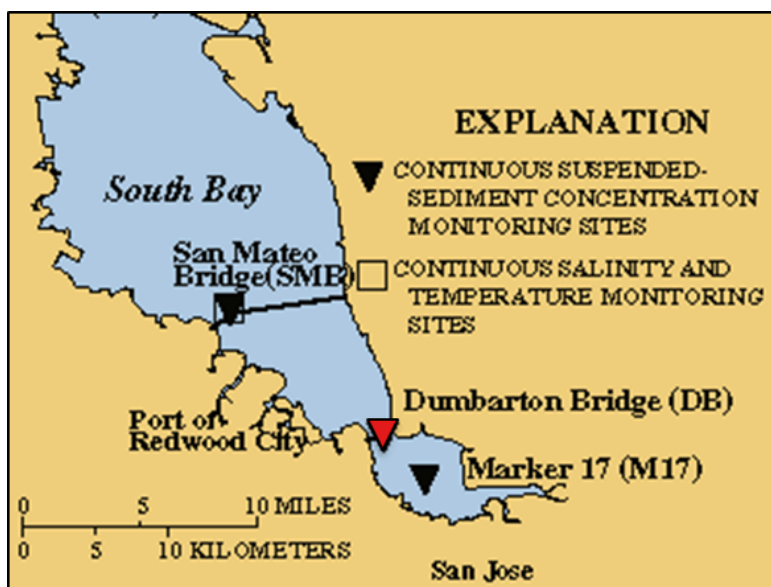 EXPLANATION
CONTINUOUS SUSPENDED-
SEDIMENT CONCENTRATION
MONITORING SITES
CONTINUOUS SALINITY AND
TEMPERATURE MONITORING
SITES
South Bay
San Mateo
Bridge(SMB)
Dumbarton Bridge (DB)
Port of
Redwood City
Marker 17 (M17)
0 5 10 MILES
0 5 10 KILOMETERS
San Jose